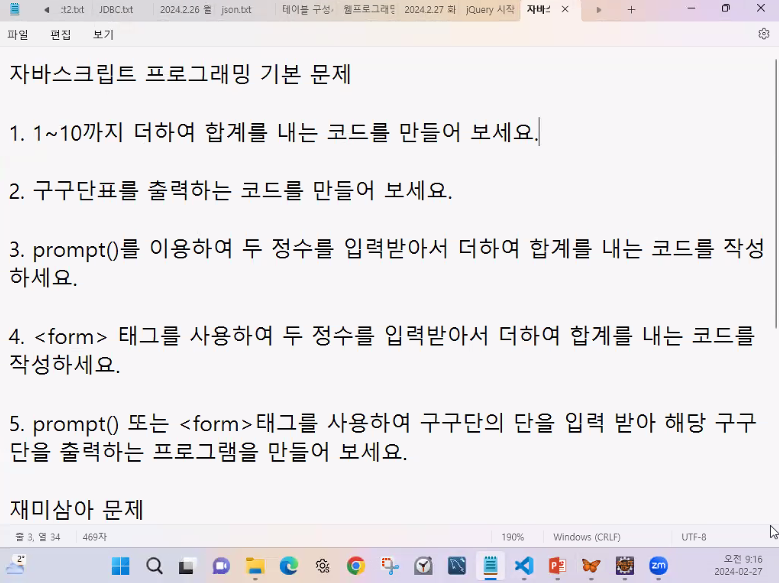 :t2.txt JDBC.txt 2024.2.26 월 json.txt 테이블 구성 웹프로그래밍 2024.2.27 화 jQuery 시작 자바스
파일 편집 보기
자바스크립트 프로그래밍 기본 문제
1. 1~10까지 더하여 합계를 내는 코드를 만들어 보세요.
2. 구구단표를 출력하는 코드를 만들어 보세요.
3. prompt()를 이용하여 두 정수를 입력받아서 더하여 합계를 내는 코드를 작성
하세요.
4. <form> 태그를 사용하여 두 정수를 입력받아서 더하여 합계를 내는 코드를
작성하세요.
5. prompt() 또는 <form>태그를 사용하여 구구단의 단을 입력 받아 해당 구구
단을 출력하는 프로그램을 만들어 보세요.
재미삼아 문제
줄 3, 열 34 469자 190% Windows (CRLF) UTF-8
2° zm 오전 9:16
2024-02-27